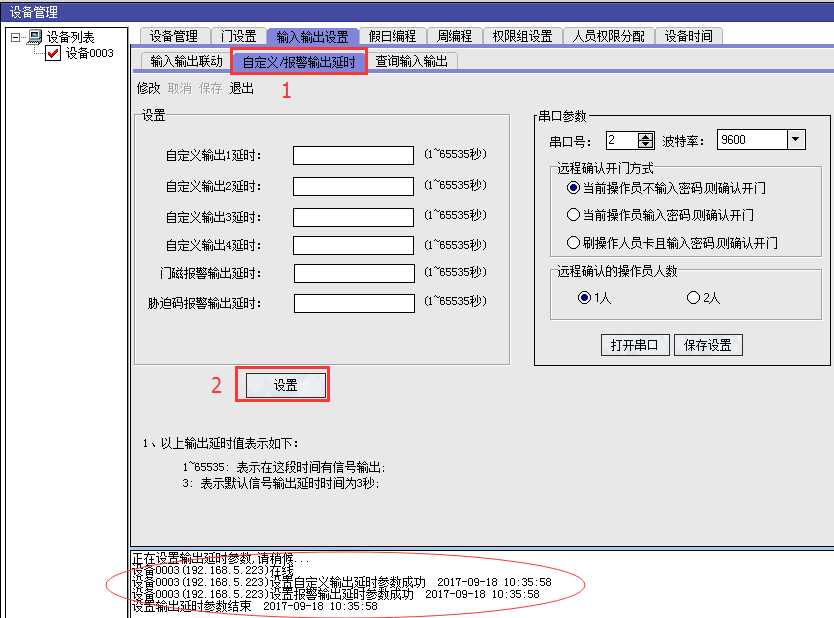 设备管理
设备列表
设备0003
设备管理 门设置 输入输出设置 假日编程 周编程 权限组设置 人员权限分配 设备时间
输入输出联动 自定义/报警输出延时 查询输入输出
修改 取消 保存 退出
1
设置
自定义输出1延时: (1~65535秒)
自定义输出2延时: (1~65535秒)
自定义输出3延时: (1~65535秒)
自定义输出4延时: (1~65535秒)
门磁报警输出延时: (1~65535秒)
胁迫码报警输出延时: (1~65535秒)
2
设置
串口参数
串口号: 2 波特率: 9600
远程确认开门方式
当前操作员不输入密码,则确认开门
当前操作员输入密码,则确认开门
刷操作人员卡且输入密码,则确认开门
远程确认的操作员人数
1人 2人
打开串口 保存设置
1、以上输出延时值表示如下:
1~65535: 表示在这段时间有信号输出;
3: 表示默认信号输出延时时间为3秒;
正在设置输出延时参数,请稍候...
设备0003(192.168.5.223)在线
设备0003(192.168.5.223)设置自定义输出延时参数成功 2017-09-18 10:35:58
设备0003(192.168.5.223)设置报警输出延时参数成功 2017-09-18 10:35:58
设置输出延时参数结束 2017-09-18 10:35:58